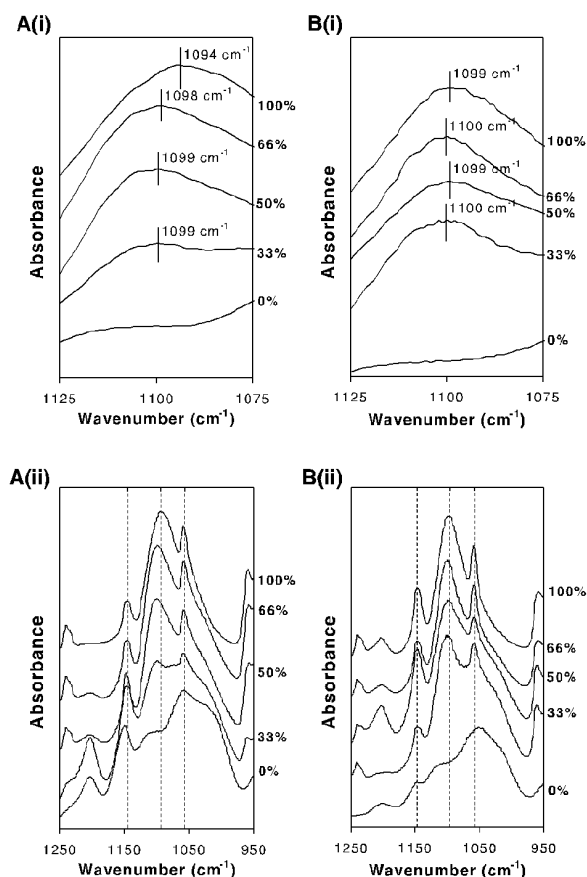 A(i)
B(i)
1094 cm-1
1098 cm-1
1099 cm-1
1099 cm-1
100%
66%
50%
33%
0%
Absorbance
1125 1100 1075
Wavenumber (cm-1)
1099 cm-1
1100 cm-1
1099 cm-1
1100 cm-1
100%
66%
50%
33%
0%
Absorbance
1125 1100 1075
Wavenumber (cm-1)
A(ii)
B(ii)
100%
66%
50%
33%
0%
Absorbance
1250 1150 1050 950
Wavenumber (cm-1)
100%
66%
50%
33%
0%
Absorbance
1250 1150 1050 950
Wavenumber (cm-1)